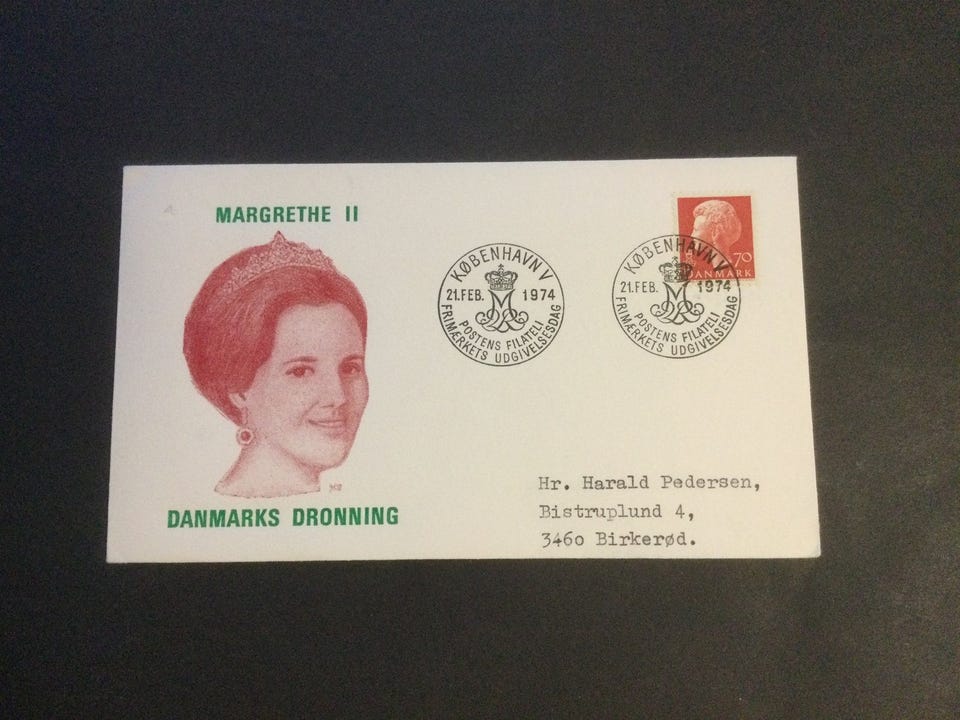 MARGRETHE II
DANMARKS DRONNING
KØBENHAVN V
21. FEB. 1974
POSTENS FILATELI
FRIMÆRKETS UDGIVELSESDAG
KØBENHAVN V
21. FEB. 1974
POSTENS FILATELI
FRIMÆRKETS UDGIVELSESDAG
70
DANMARK
Hr. Harald Pedersen,
Bistruplund 4,
3460 Birkerød.